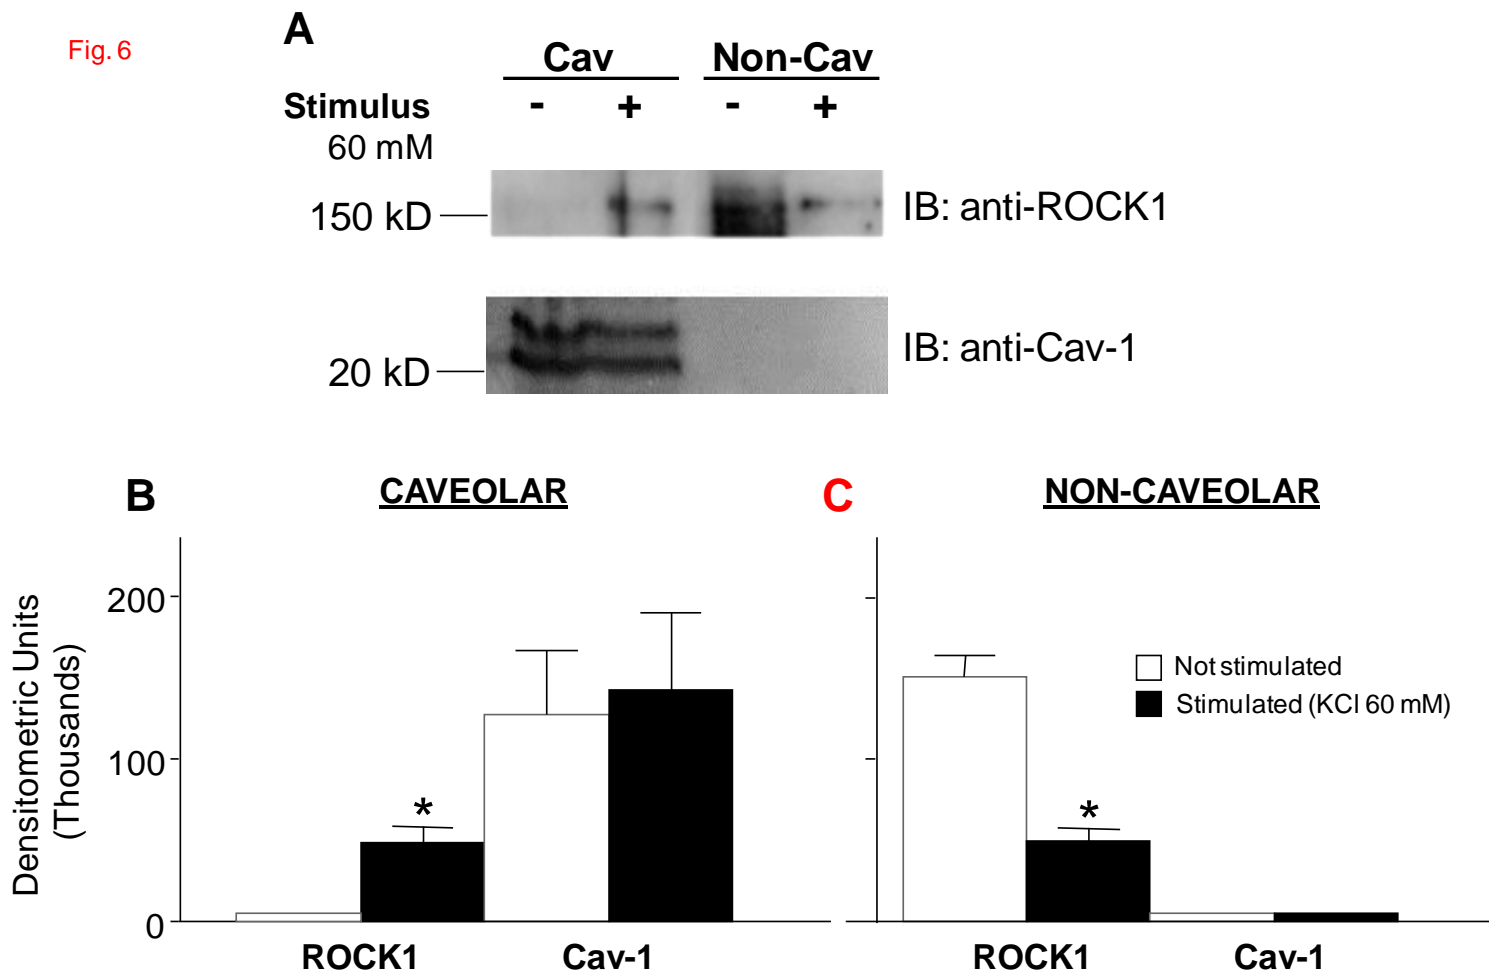 Fig. 6
A
Cav Non-Cav
Stimulus - + - +
60 mM
150 kD IB: anti-ROCK1
20 kD IB: anti-Cav-1
B CAVEOLAR
C NON-CAVEOLAR
Densitometric Units
(Thousands)
200
100
0
*
*
Not stimulated
Stimulated (KCl 60 mM)
ROCK1 Cav-1
ROCK1 Cav-1